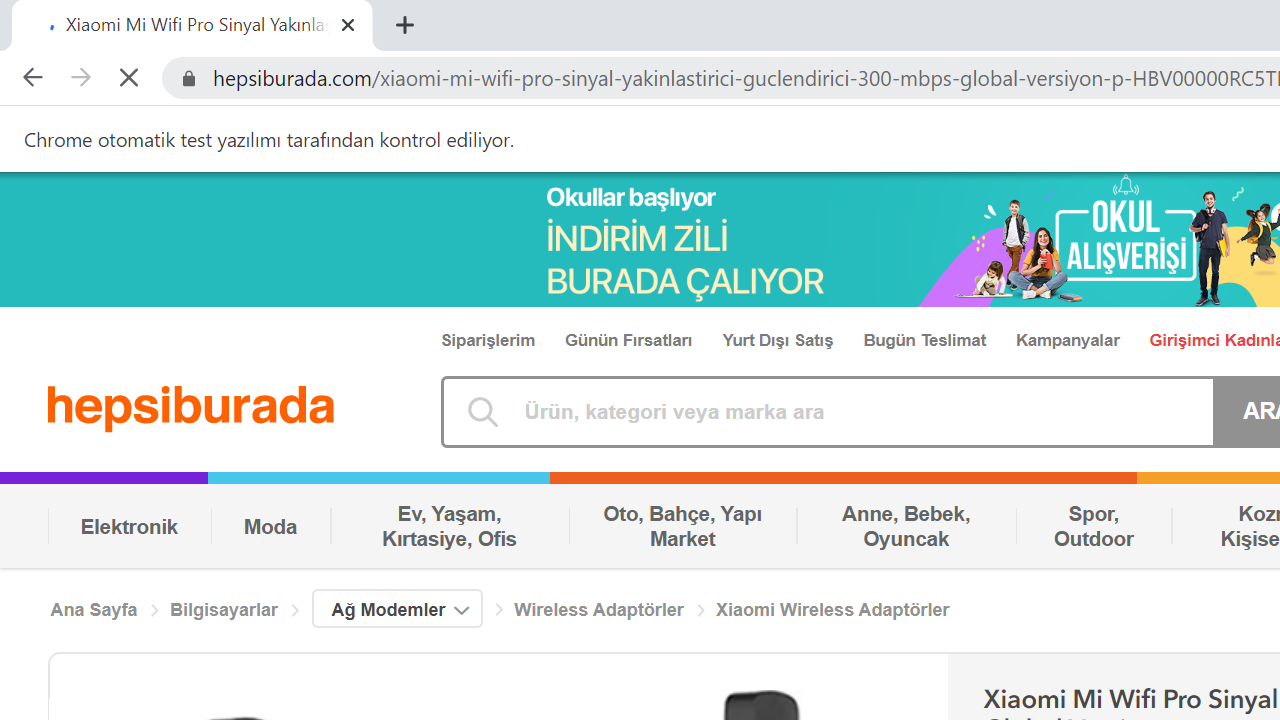 Xiaomi Mi Wifi Pro Sinyal Yakınlaş
hepsiburada.com/xiaomi-mi-wifi-pro-sinyal-yakinlastirici-guclendirici-300-mbps-global-versiyon-p-HBV00000RC5T
Chrome otomatik test yazılımı tarafından kontrol ediliyor.
Okullar başlıyor
İNDİRİM ZİLİ
BURADA ÇALIYOR
OKUL
ALIŞVERİŞİ
Siparişlerim Günün Fırsatları Yurt Dışı Satış Bugün Teslimat Kampanyalar Girişimci Kadınla
hepsiburada
Ürün, kategori veya marka ara
ARA
Elektronik
Moda
Ev, Yaşam,
Kırtasiye, Ofis
Oto, Bahçe, Yapı
Market
Anne, Bebek,
Oyuncak
Spor,
Outdoor
Koz
Kişise
Ana Sayfa Bilgisayarlar Ağ Modemler Wireless Adaptörler Xiaomi Wireless Adaptörler
Xiaomi Mi Wifi Pro Sinyal